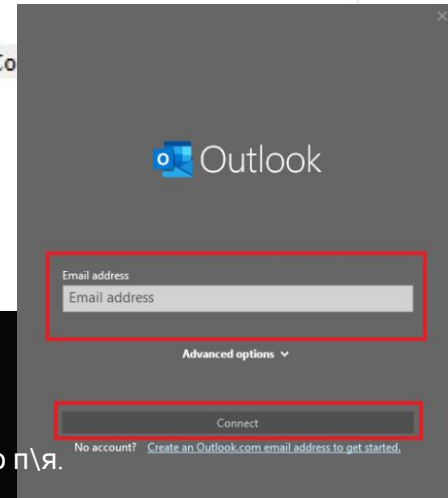 Co
Outlook
Email address
Email address
Advanced options
Connect
No account? Create an Outlook.com email address to get started.
о п\я.